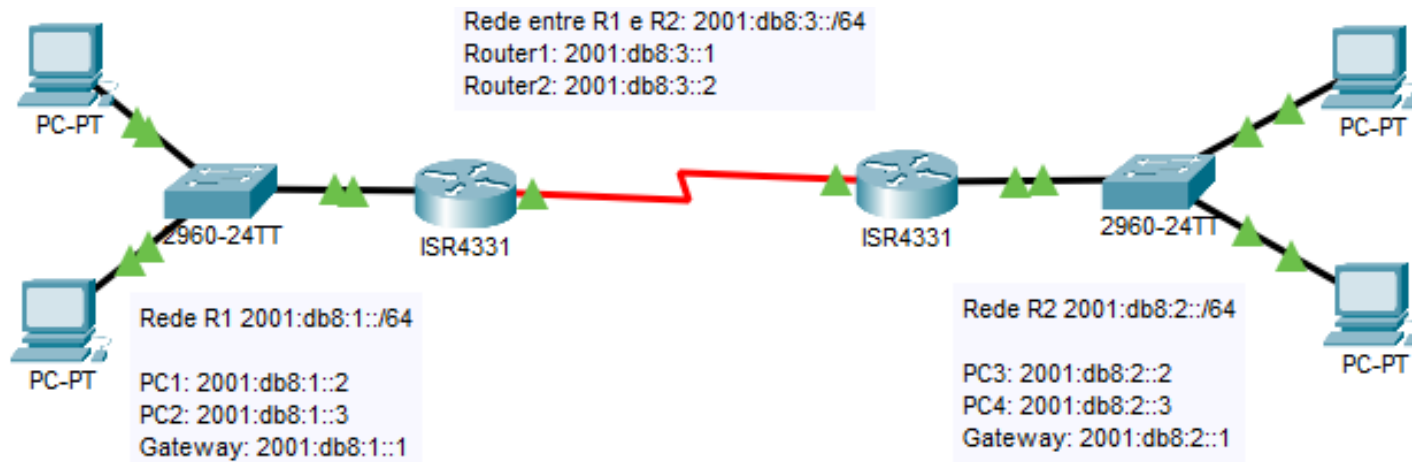 Rede entre R1 e R2: 2001:db8:3::/64
Router1: 2001:db8:3::1
Router2: 2001:db8:3::2
PC-PT
PC-PT
2960-24TT
ISR4331
ISR4331
2960-24TT
PC-PT
PC-PT
Rede R1 2001:db8:1::/64
PC1: 2001:db8:1::2
PC2: 2001:db8:1::3
Gateway: 2001:db8:1::1
Rede R2 2001:db8:2::/64
PC3: 2001:db8:2::2
PC4: 2001:db8:2::3
Gateway: 2001:db8:2::1